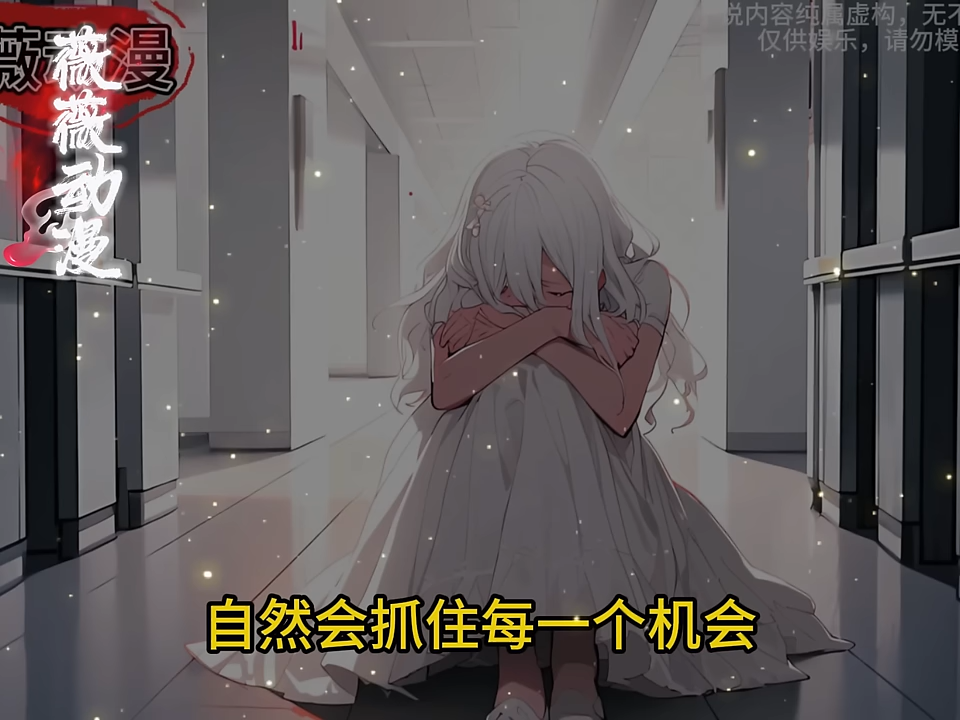 薇动漫
薇薇动漫
说内容纯属虚构，无不
仅供娱乐，请勿模
自然会抓住每一个机会